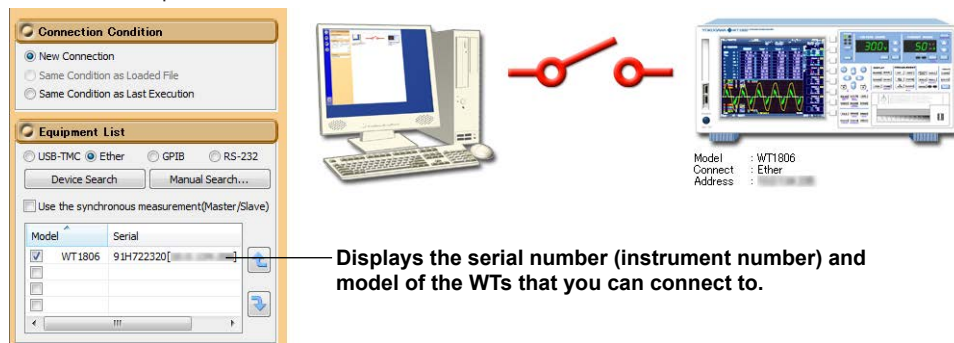 Connection Condition
New Connection
Same Condition as Loaded File
Same Condition as Last Execution
Equipment List
USB-TMC Ether GPIB RS-232
Device Search Manual Search...
Use the synchronous measurement(Master/Slave)
Model Serial
WT1806 91H722320[
YOKOGAWA
300 50
Model : WT1806
Connect : Ether
Address :
Displays the serial number (instrument number) and
model of the WTs that you can connect to.